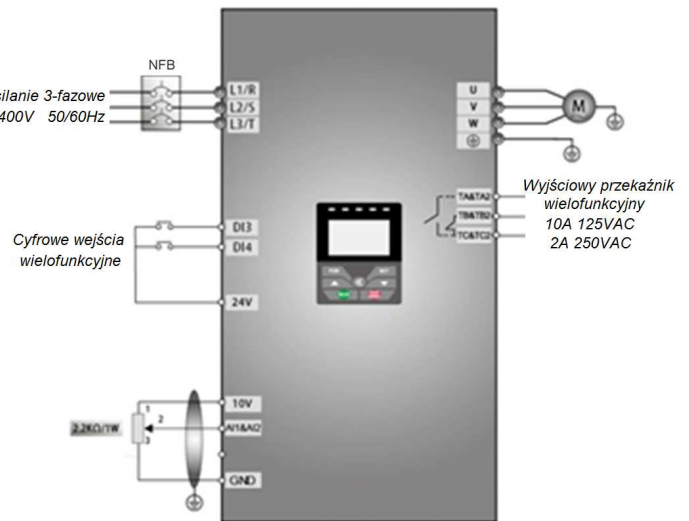 NFB
silanie 3-fazowe
400V 50/60Hz
L1/R
L2/S
L3/T
U
V
W
M
TA&TA2
TB&TB2
TC&TC2
Wyjściowy przekaźnik
wielofunkcyjny
10A 125VAC
2A 250VAC
Cyfrowe wejścia
wielofunkcyjne
DI3
DI4
24V
10V
AI1&AI2
GND
2.2KΩ/1W
1
2
3